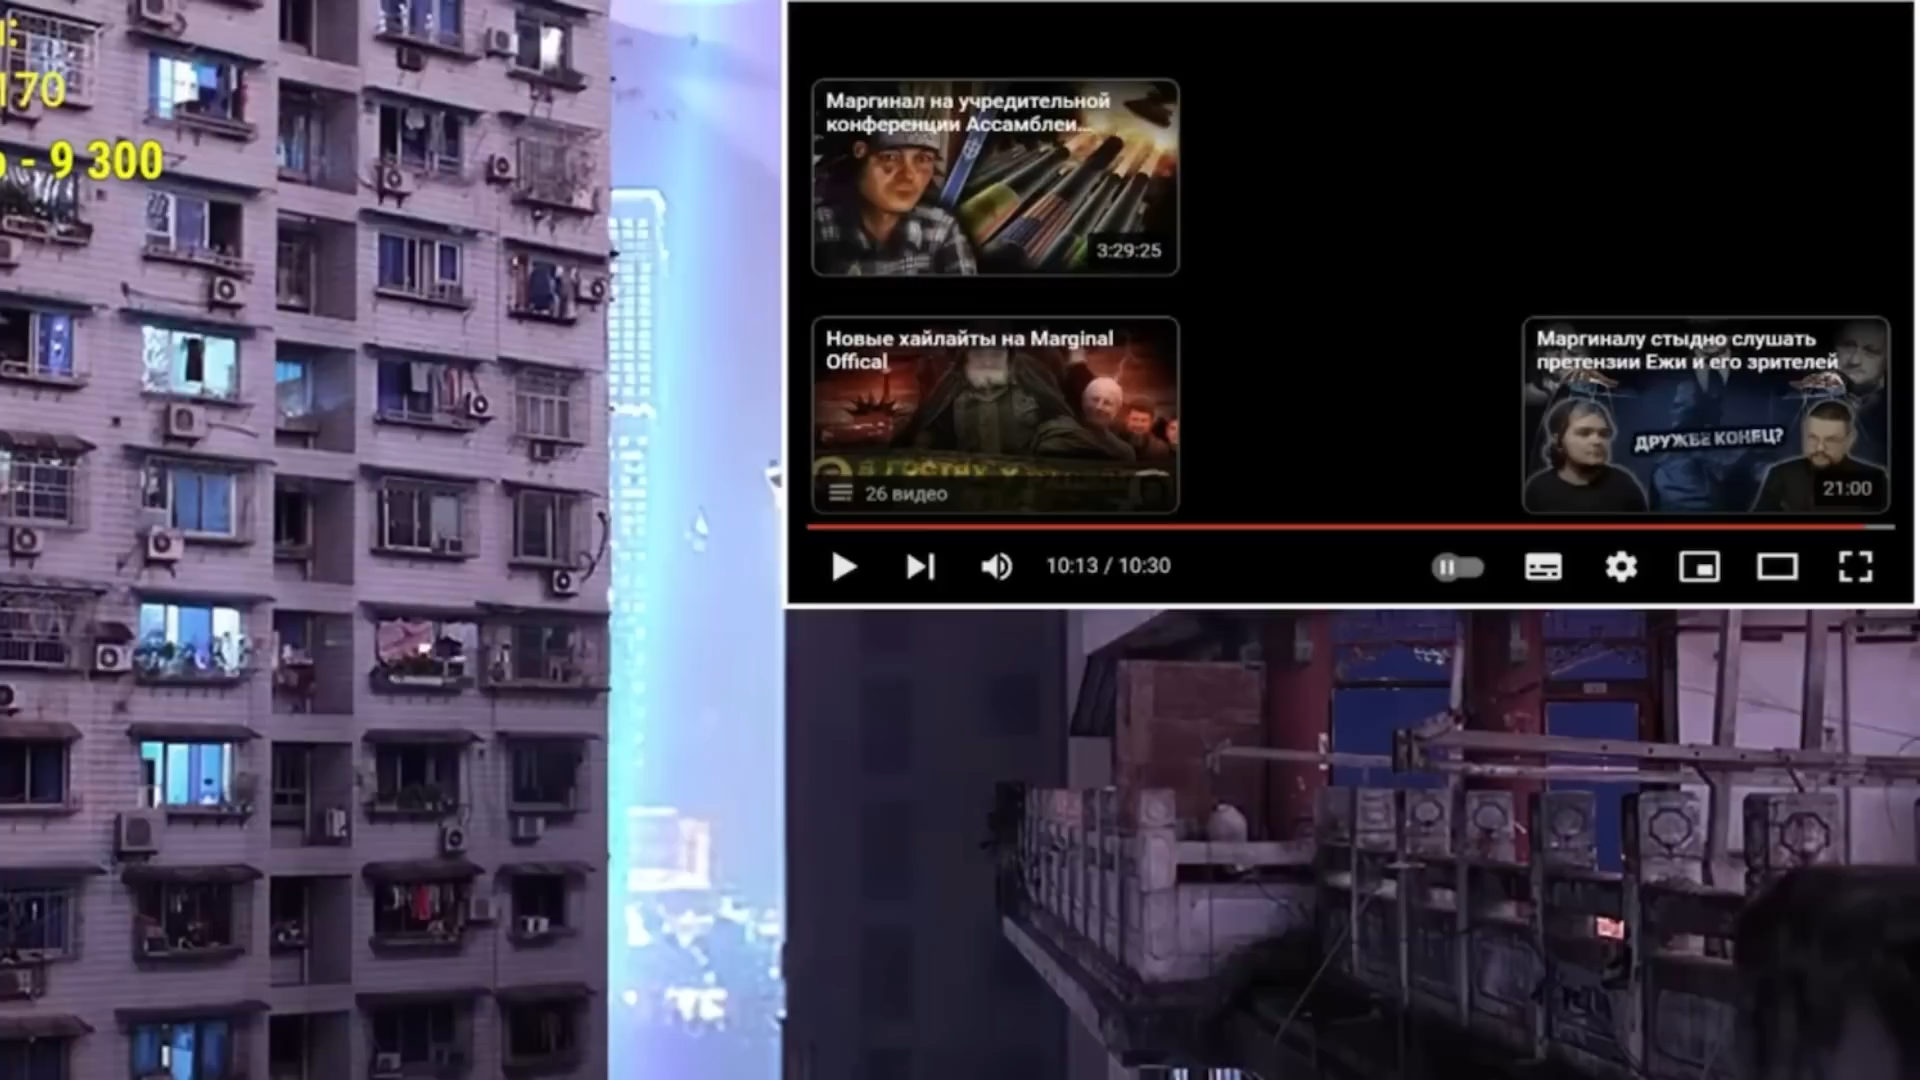 170
- 9 300
Маргинал на учредительной
конференции Ассамблеи...
3:29:25
Новые хайлайты на Marginal
Offical
26 видео
Маргиналу стыдно слушать
претензии Ежи и его зрителей
ДРУЖБЕ КОНЕЦ?
21:00
10:13 / 10:30